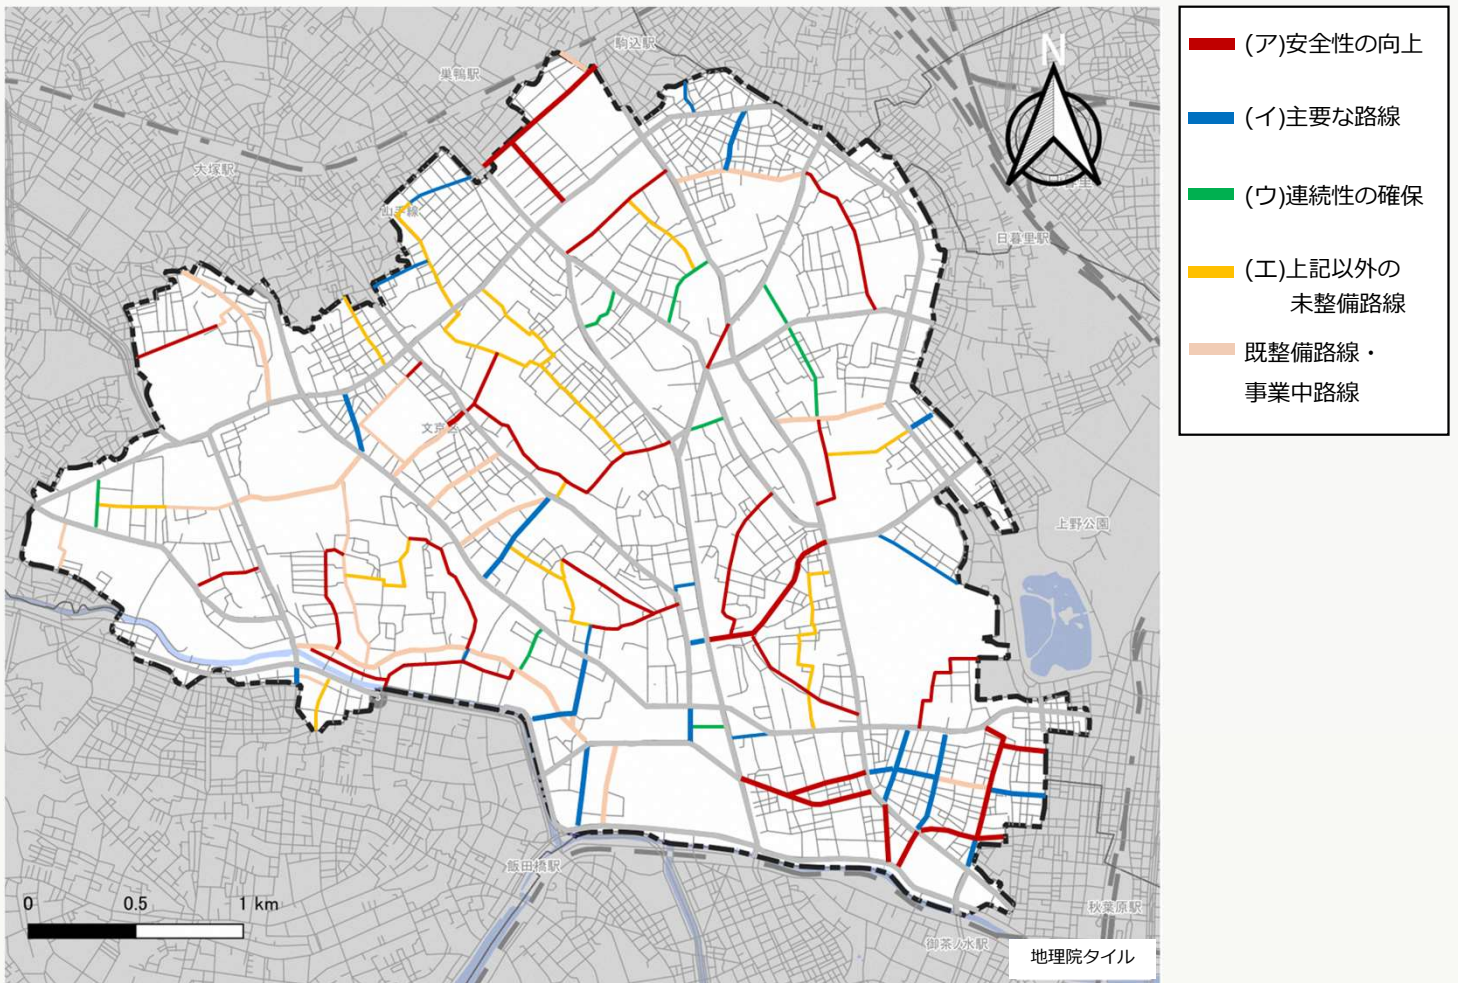 (ア)安全性の向上
(イ)主要な路線
(ウ)連続性の確保
(エ)上記以外の
未整備路線
既整備路線・
事業中路線
N
駒込駅
巣鴨駅
大塚駅
山手線
日暮里駅
文京区
上野公園
飯田橋駅
秋葉原駅
御茶ノ水駅
0 0.5 1 km
地理院タイル